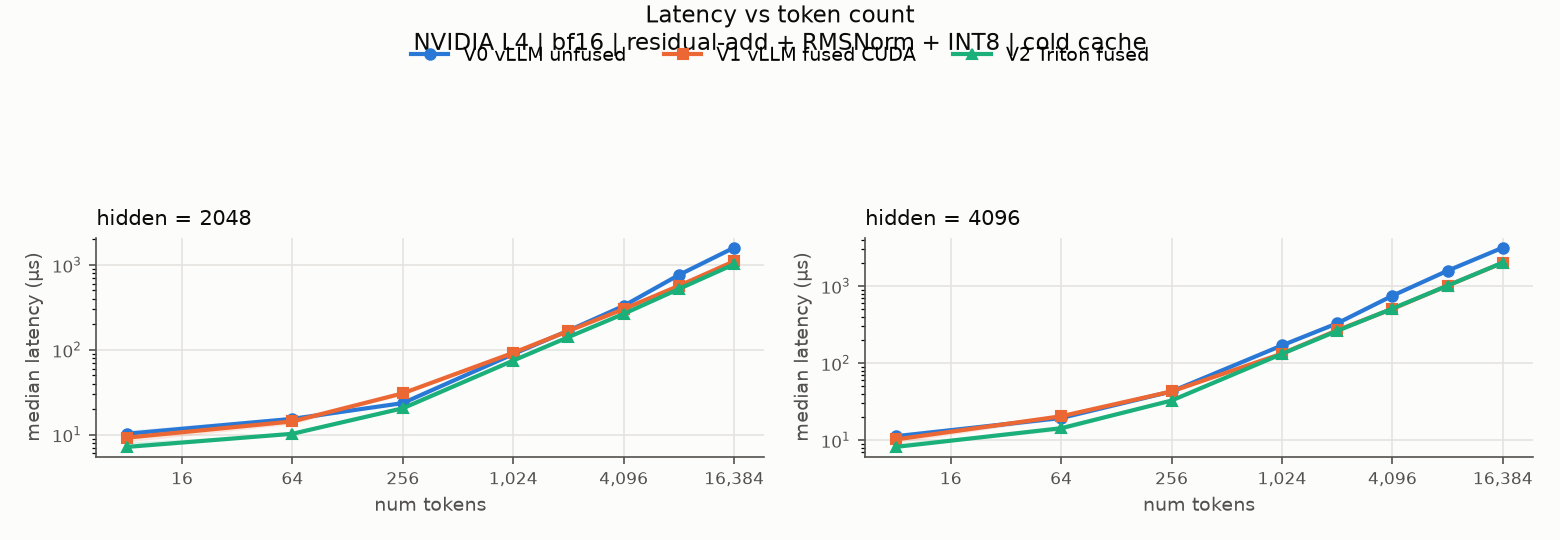 Latency vs token count
NVIDIA L4 | bf16 | residual-add + RMSNorm + INT8 | cold cache
V0 vLLM unfused V1 vLLM fused CUDA V2 Triton fused
hidden = 2048
median latency (µs)
10³
10²
10¹
16 64 256 1,024 4,096 16,384
num tokens
hidden = 4096
median latency (µs)
10³
10²
10¹
16 64 256 1,024 4,096 16,384
num tokens